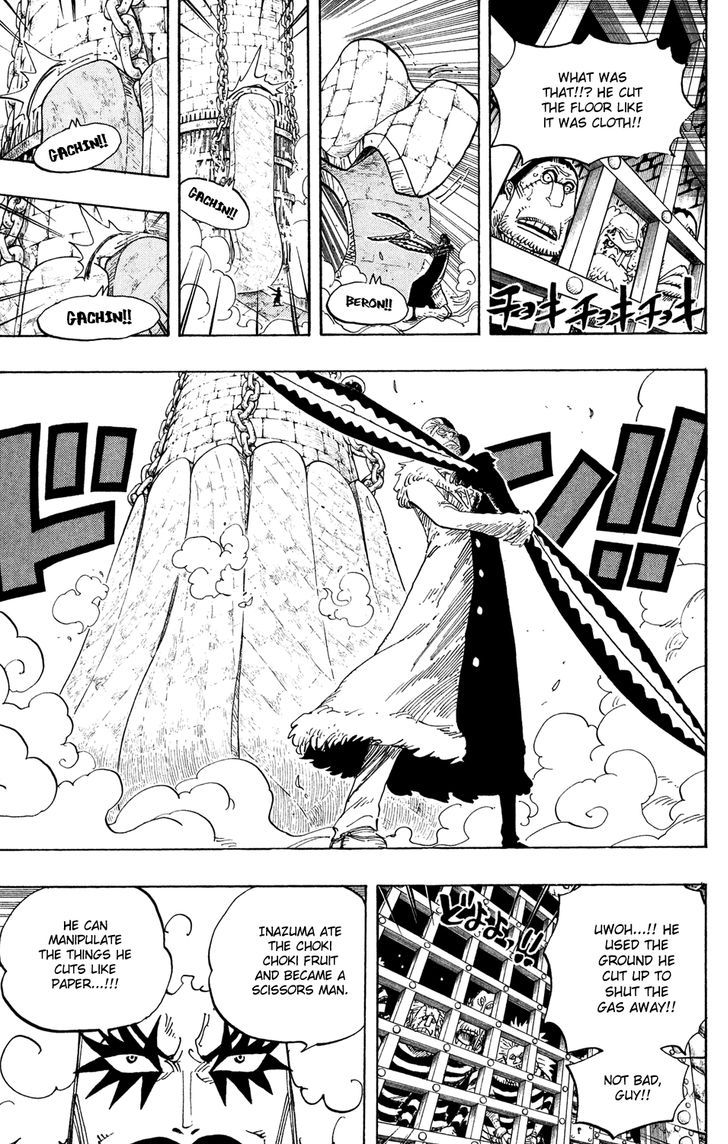 WHAT WAS
THAT!!? HE CUT
THE FLOOR LIKE
IT WAS CLOTH!!
チョキ チョキ チョキ
BERON!!
GACHIN!!
GACHIN!!
GACHIN!!
ドン!!
UWOH...!! HE
USED THE
GROUND HE
CUT UP TO
SHUT THE
GAS AWAY!!
NOT BAD,
GUY!!
どよよっ!!
INAZUMA ATE
THE CHOKI
CHOKI FRUIT
AND BECAME A
SCISSORS MAN.
HE CAN
MANIPULATE
THE THINGS HE
CUTS LIKE
PAPER...!!!